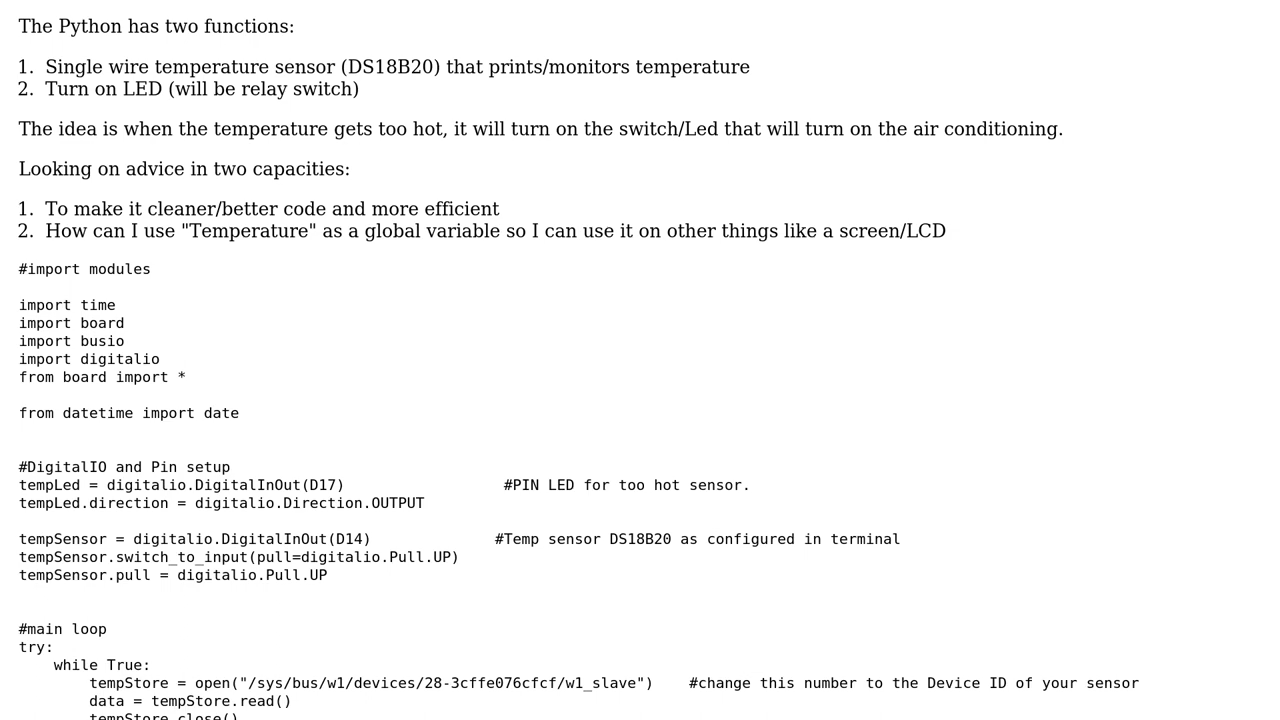 The Python has two functions:
1. Single wire temperature sensor (DS18B20) that prints/monitors temperature
2. Turn on LED (will be relay switch)
The idea is when the temperature gets too hot, it will turn on the switch/Led that will turn on the air conditioning.
Looking on advice in two capacities:
1. To make it cleaner/better code and more efficient
2. How can I use "Temperature" as a global variable so I can use it on other things like a screen/LCD
#import modules
import time
import board
import busio
import digitalio
from board import *
from datetime import date
#DigitalIO and Pin setup
tempLed = digitalio.DigitalInOut(D17)                  #PIN LED for too hot sensor.
tempLed.direction = digitalio.Direction.OUTPUT
tempSensor = digitalio.DigitalInOut(D14)              #Temp sensor DS18B20 as configured in terminal
tempSensor.switch_to_input(pull=digitalio.Pull.UP)
tempSensor.pull = digitalio.Pull.UP
#main loop
try:
    while True:
        tempStore = open("/sys/bus/w1/devices/28-3cffe076cfcf/w1_slave")    #change this number to the Device ID of your sensor
        data = tempStore.read()
        tempStore.close()